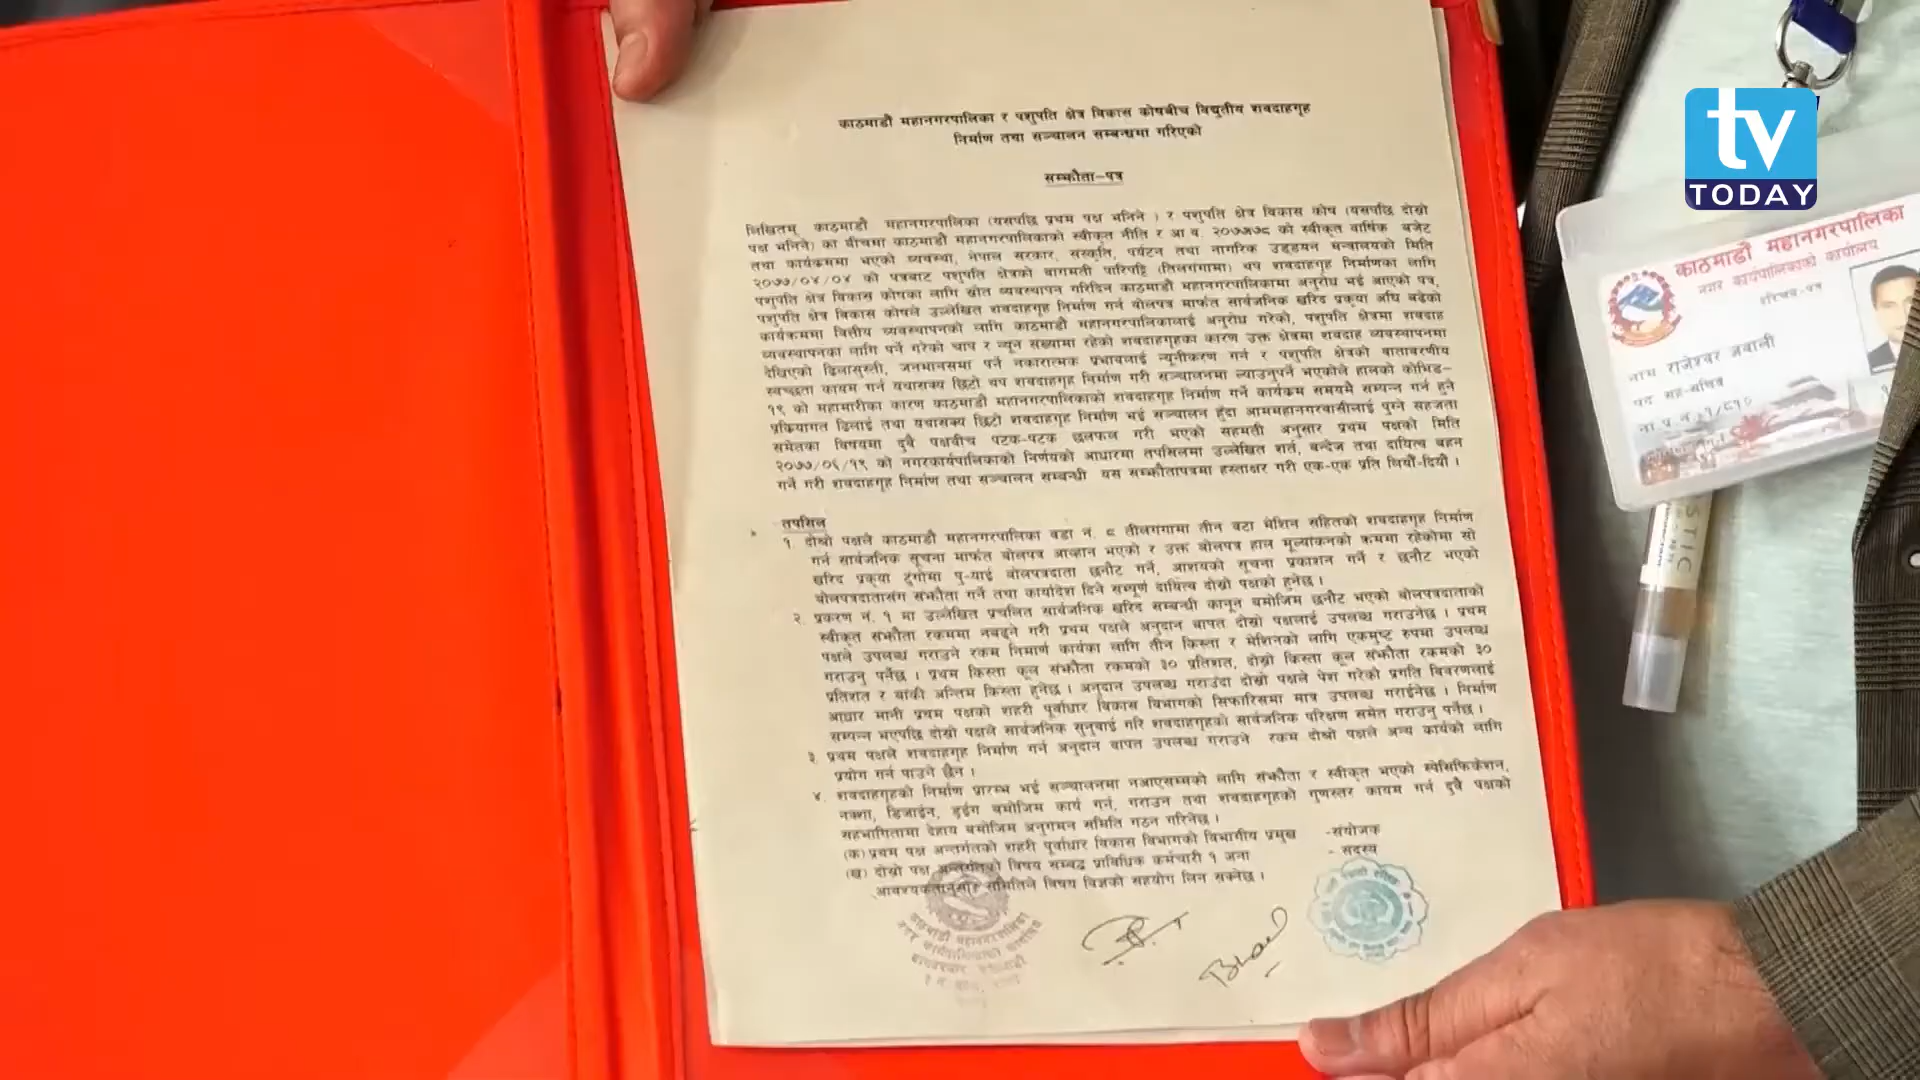 काठमाडौं महानगरपालिका र पशुपति क्षेत्र विकास कोषबीच विद्युतीय शवदाहगृह
निर्माण तथा सञ्चालन सम्बन्धमा गरिएको
सम्झौता-पत्र
लिखितम् काठमाडौं महानगरपालिका (यसपछि प्रथम पक्ष भनिने ) र पशुपति क्षेत्र विकास कोष (यसपछि दोस्रो
पक्ष भनिने) का बीचमा काठमाडौं महानगरपालिकाको स्वीकृत नीति र आ.व. २०७७/७८ को स्वीकृत वार्षिक बजेट
तथा कार्यक्रममा भएको व्यवस्था, नेपाल सरकार, संस्कृति, पर्यटन तथा नागरिक उड्डयन मन्त्रालयको मिति
२०७७/०४/०४ को पत्रबाट पशुपति क्षेत्रको बागमती पारिपट्टि (तिलगंगामा) थप शवदाहगृह निर्माणका लागि
पशुपति क्षेत्र विकास कोषका लागि स्रोत व्यवस्थापन गरिदिन काठमाडौं महानगरपालिकामा अनुरोध भई आएको पत्र,
पशुपति क्षेत्र विकास कोषले उल्लेखित शवदाहगृह निर्माण गर्न बोलपत्र मार्फत सार्वजनिक खरिद प्रकृया अघि बढेको
कार्यक्रममा वित्तीय व्यवस्थापनको लागि काठमाडौं महानगरपालिकालाई अनुरोध गरेको, पशुपति क्षेत्रमा शवदाह
व्यवस्थापनका लागि पर्ने गरेको चाप र न्यून संख्यामा रहेको शवदाहगृहका कारण उक्त क्षेत्रमा शवदाह व्यवस्थापनमा
देखिएको ढिलासुस्ती, जनमानसमा पर्ने नकारात्मक प्रभावलाई न्यूनीकरण गर्न र पशुपति क्षेत्रको वातावरणीय
स्वच्छता कायम गर्न यथासक्य छिटो थप शवदाहगृह निर्माण गरी सञ्चालनमा ल्याउनुपर्ने भएकोले हालको कोभिड-
१९ को महामारीका कारण काठमाडौं महानगरपालिकाको शवदाहगृह निर्माण गर्ने कार्यक्रम समयमै सम्पन्न गर्न हुने
प्रक्रियागत ढिलाई तथा यथासक्य छिटो शवदाहगृह निर्माण भई सञ्चालन हुँदा आममहानगरवासीलाई पुग्ने सहजता
समेतका विषयमा दुवै पक्षबीच पटक-पटक छलफल गरी भएको सहमती अनुसार प्रथम पक्षको मिति
२०७७/०६/१९ को नगरकार्यपालिकाको निर्णयको आधारमा तपसिलमा उल्लेखित शर्त, बन्देज तथा दायित्व बहन
गर्ने गरी शवदाहगृह निर्माण तथा सञ्चालन सम्बन्धी यस सम्झौतापत्रमा हस्ताक्षर गरी एक-एक प्रति लियौं-दियौं ।
तपसिल
१. दोस्रो पक्षले काठमाडौं महानगरपालिका वडा नं. ८ तीलगंगामा तीन वटा मेशिन सहितको शवदाहगृह निर्माण
गर्न सार्वजनिक सूचना मार्फत बोलपत्र आव्हान भएको र उक्त बोलपत्र हाल मूल्यांकनको क्रममा रहेकोमा सो
खरिद प्रकृया टुंगोमा पु-याई बोलपत्रदाता छनौट गर्ने, आशयको सूचना प्रकाशन गर्ने र छनौट भएको
बोलपत्रदातासंग संझौता गर्ने तथा कार्यादेश दिने सम्पूर्ण दायित्व दोस्रो पक्षको हुनेछ ।
२. प्रकरण नं. १ मा उल्लेखित प्रचलित सार्वजनिक खरिद सम्बन्धी कानून बमोजिम छनौट भएको बोलपत्रदाताको
स्वीकृत संझौता रकममा नबढ्ने गरी प्रथम पक्षले अनुदान बापत दोस्रो पक्षलाई उपलब्ध गराउनेछ । प्रथम
पक्षले उपलब्ध गराउने रकम निमार्ण कार्यका लागि तीन किस्ता र मेशिनको लागि एकमुष्ट रुपमा उपलब्ध
गराउनु पर्नेछ । प्रथम किस्ता कूल संझौता रकमको ३० प्रतिशत, दोस्रो किस्ता कूल संझौता रकमको ३०
प्रतिशत र बांकी अन्तिम किस्ता हुनेछ । अनुदान उपलब्ध गराउंदा दोस्रो पक्षले पेश गरेको प्रगति विवरणलाई
आधार मानी प्रथम पक्षको शहरी पूर्वाधार विकास विभागको सिफारिसमा मात्र उपलब्ध गराईनेछ । निर्माण
सम्पन्न भएपछि दोस्रो पक्षले सार्वजनिक सुनुवाई गरि शवदाहगृहको सार्वजनिक परिक्षण समेत गराउनु पर्नेछ ।
३. प्रथम पक्षले शवदाहगृह निर्माण गर्न अनुदान बापत उपलब्ध गराउने रकम दोस्रो पक्षले अन्य कार्यको लागि
प्रयोग गर्न पाउने छैन ।
४. शवदाहगृहको निर्माण प्रारम्भ भई सञ्चालनमा नआएसम्मको लागि संझौता र स्वीकृत भएको स्पेसिफिकेशन,
नक्शा, डिजाईन, ड्रईंग बमोजिम कार्य गर्न, गराउन तथा शवदाहगृहको गुणस्तर कायम गर्न दुवै पक्षको
सहभागितामा देहाय बमोजिम अनुगमन समिति गठन गरिनेछ ।
(क) प्रथम पक्ष अन्तर्गतको शहरी पूर्वाधार विकास विभागको विभागीय प्रमुख -संयोजक
(ख) दोस्रो पक्ष अन्तर्गतको विषय सम्बद्ध प्राविधिक कर्मचारी १ जना - सदस्य
आवश्यकतानुसार समितिले विषय विज्ञको सहयोग लिन सक्नेछ ।
काठमाडौं महानगरपालिका
tv
TODAY
काठमाडौं महानगरपालिका
नगर कार्यपालिकाको कार्यालय
परिचय-पत्र
नाम राजेश्वर ज्ञवाली
पद सह-सचिव